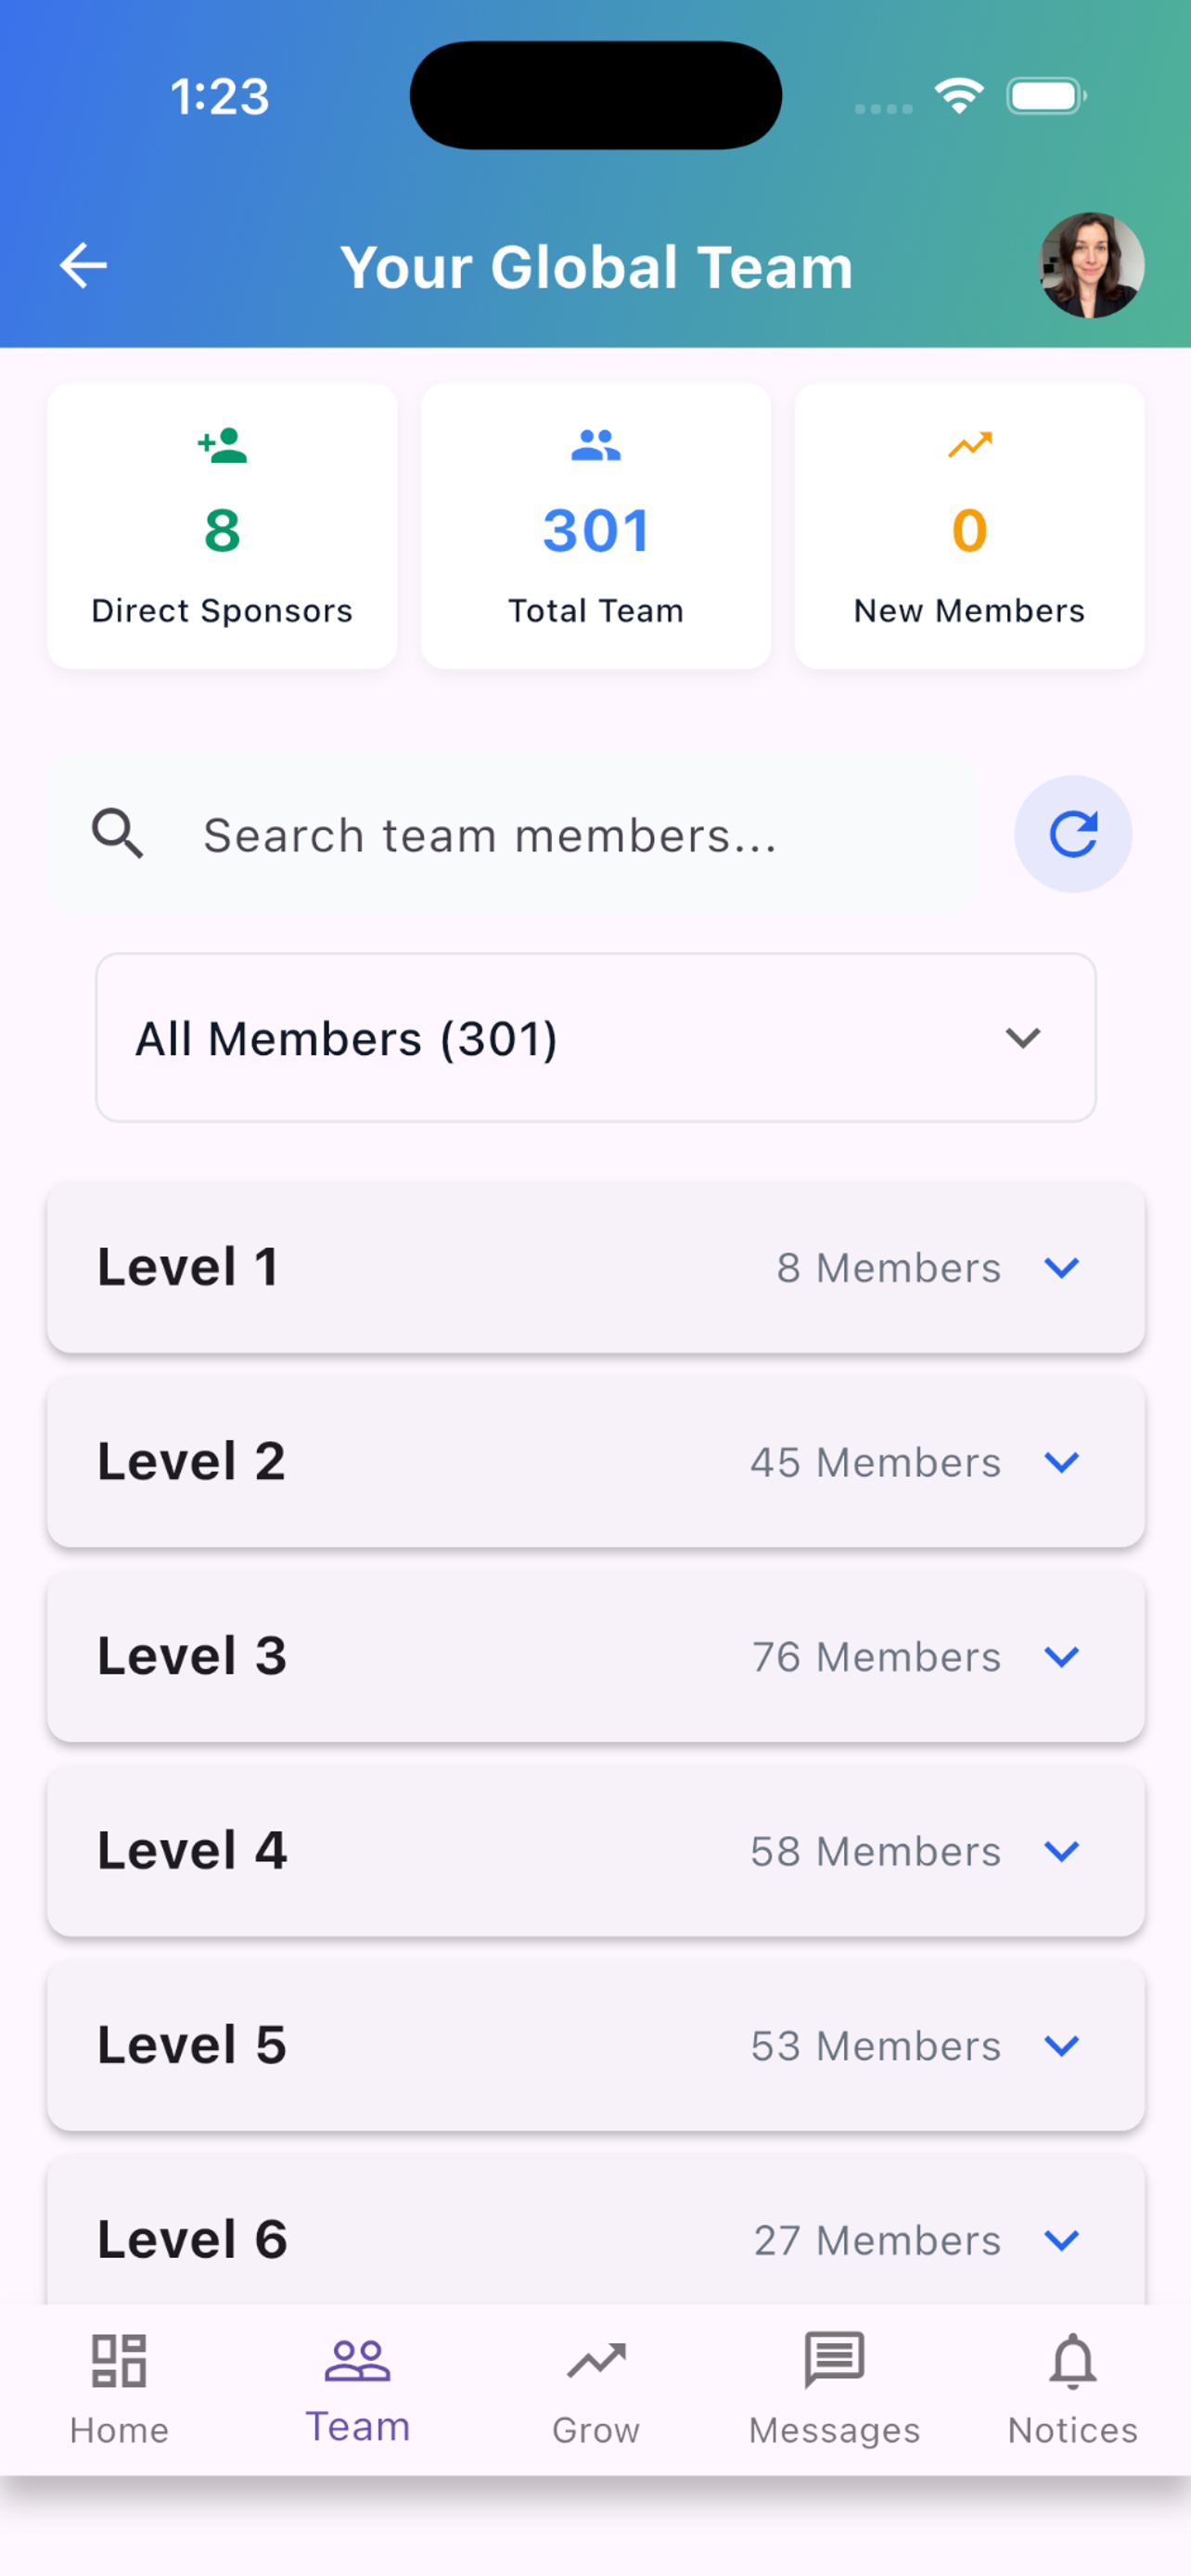 1:23
Your Global Team
8
Direct Sponsors
301
Total Team
0
New Members
Search team members...
All Members (301)
Level 1 8 Members
Level 2 45 Members
Level 3 76 Members
Level 4 58 Members
Level 5 53 Members
Level 6 27 Members
Home
Team
Grow
Messages
Notices